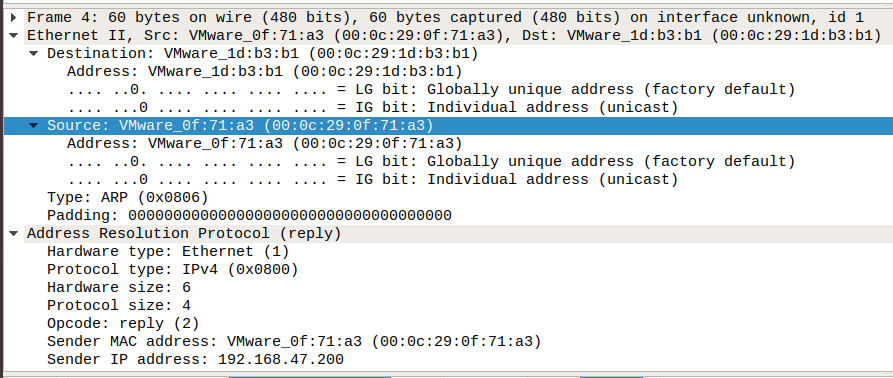 Frame 4: 60 bytes on wire (480 bits), 60 bytes captured (480 bits) on interface unknown, id 1
Ethernet II, Src: VMware_0f:71:a3 (00:0c:29:0f:71:a3), Dst: VMware_1d:b3:b1 (00:0c:29:1d:b3:b1)
Destination: VMware_1d:b3:b1 (00:0c:29:1d:b3:b1)
Address: VMware_1d:b3:b1 (00:0c:29:1d:b3:b1)
.... ..0. .... .... .... .... = LG bit: Globally unique address (factory default)
.... ...0 .... .... .... .... = IG bit: Individual address (unicast)
Source: VMware_0f:71:a3 (00:0c:29:0f:71:a3)
Address: VMware_0f:71:a3 (00:0c:29:0f:71:a3)
.... ..0. .... .... .... .... = LG bit: Globally unique address (factory default)
.... ...0 .... .... .... .... = IG bit: Individual address (unicast)
Type: ARP (0x0806)
Padding: 000000000000000000000000000000000000
Address Resolution Protocol (reply)
Hardware type: Ethernet (1)
Protocol type: IPv4 (0x0800)
Hardware size: 6
Protocol size: 4
Opcode: reply (2)
Sender MAC address: VMware_0f:71:a3 (00:0c:29:0f:71:a3)
Sender IP address: 192.168.47.200